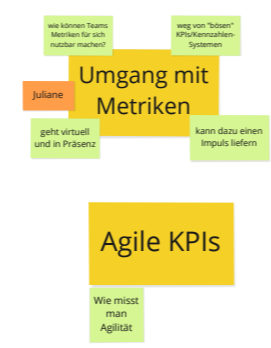 wie können Teams
Metriken für sich
nutzbar machen?
weg von "bösen"
KPIs/Kennzahlen-
Systemen
Umgang mit
Metriken
Juliane
geht virtuell
und in Präsenz
kann dazu einen
Impuls liefern
Agile KPIs
Wie misst
man
Agilität